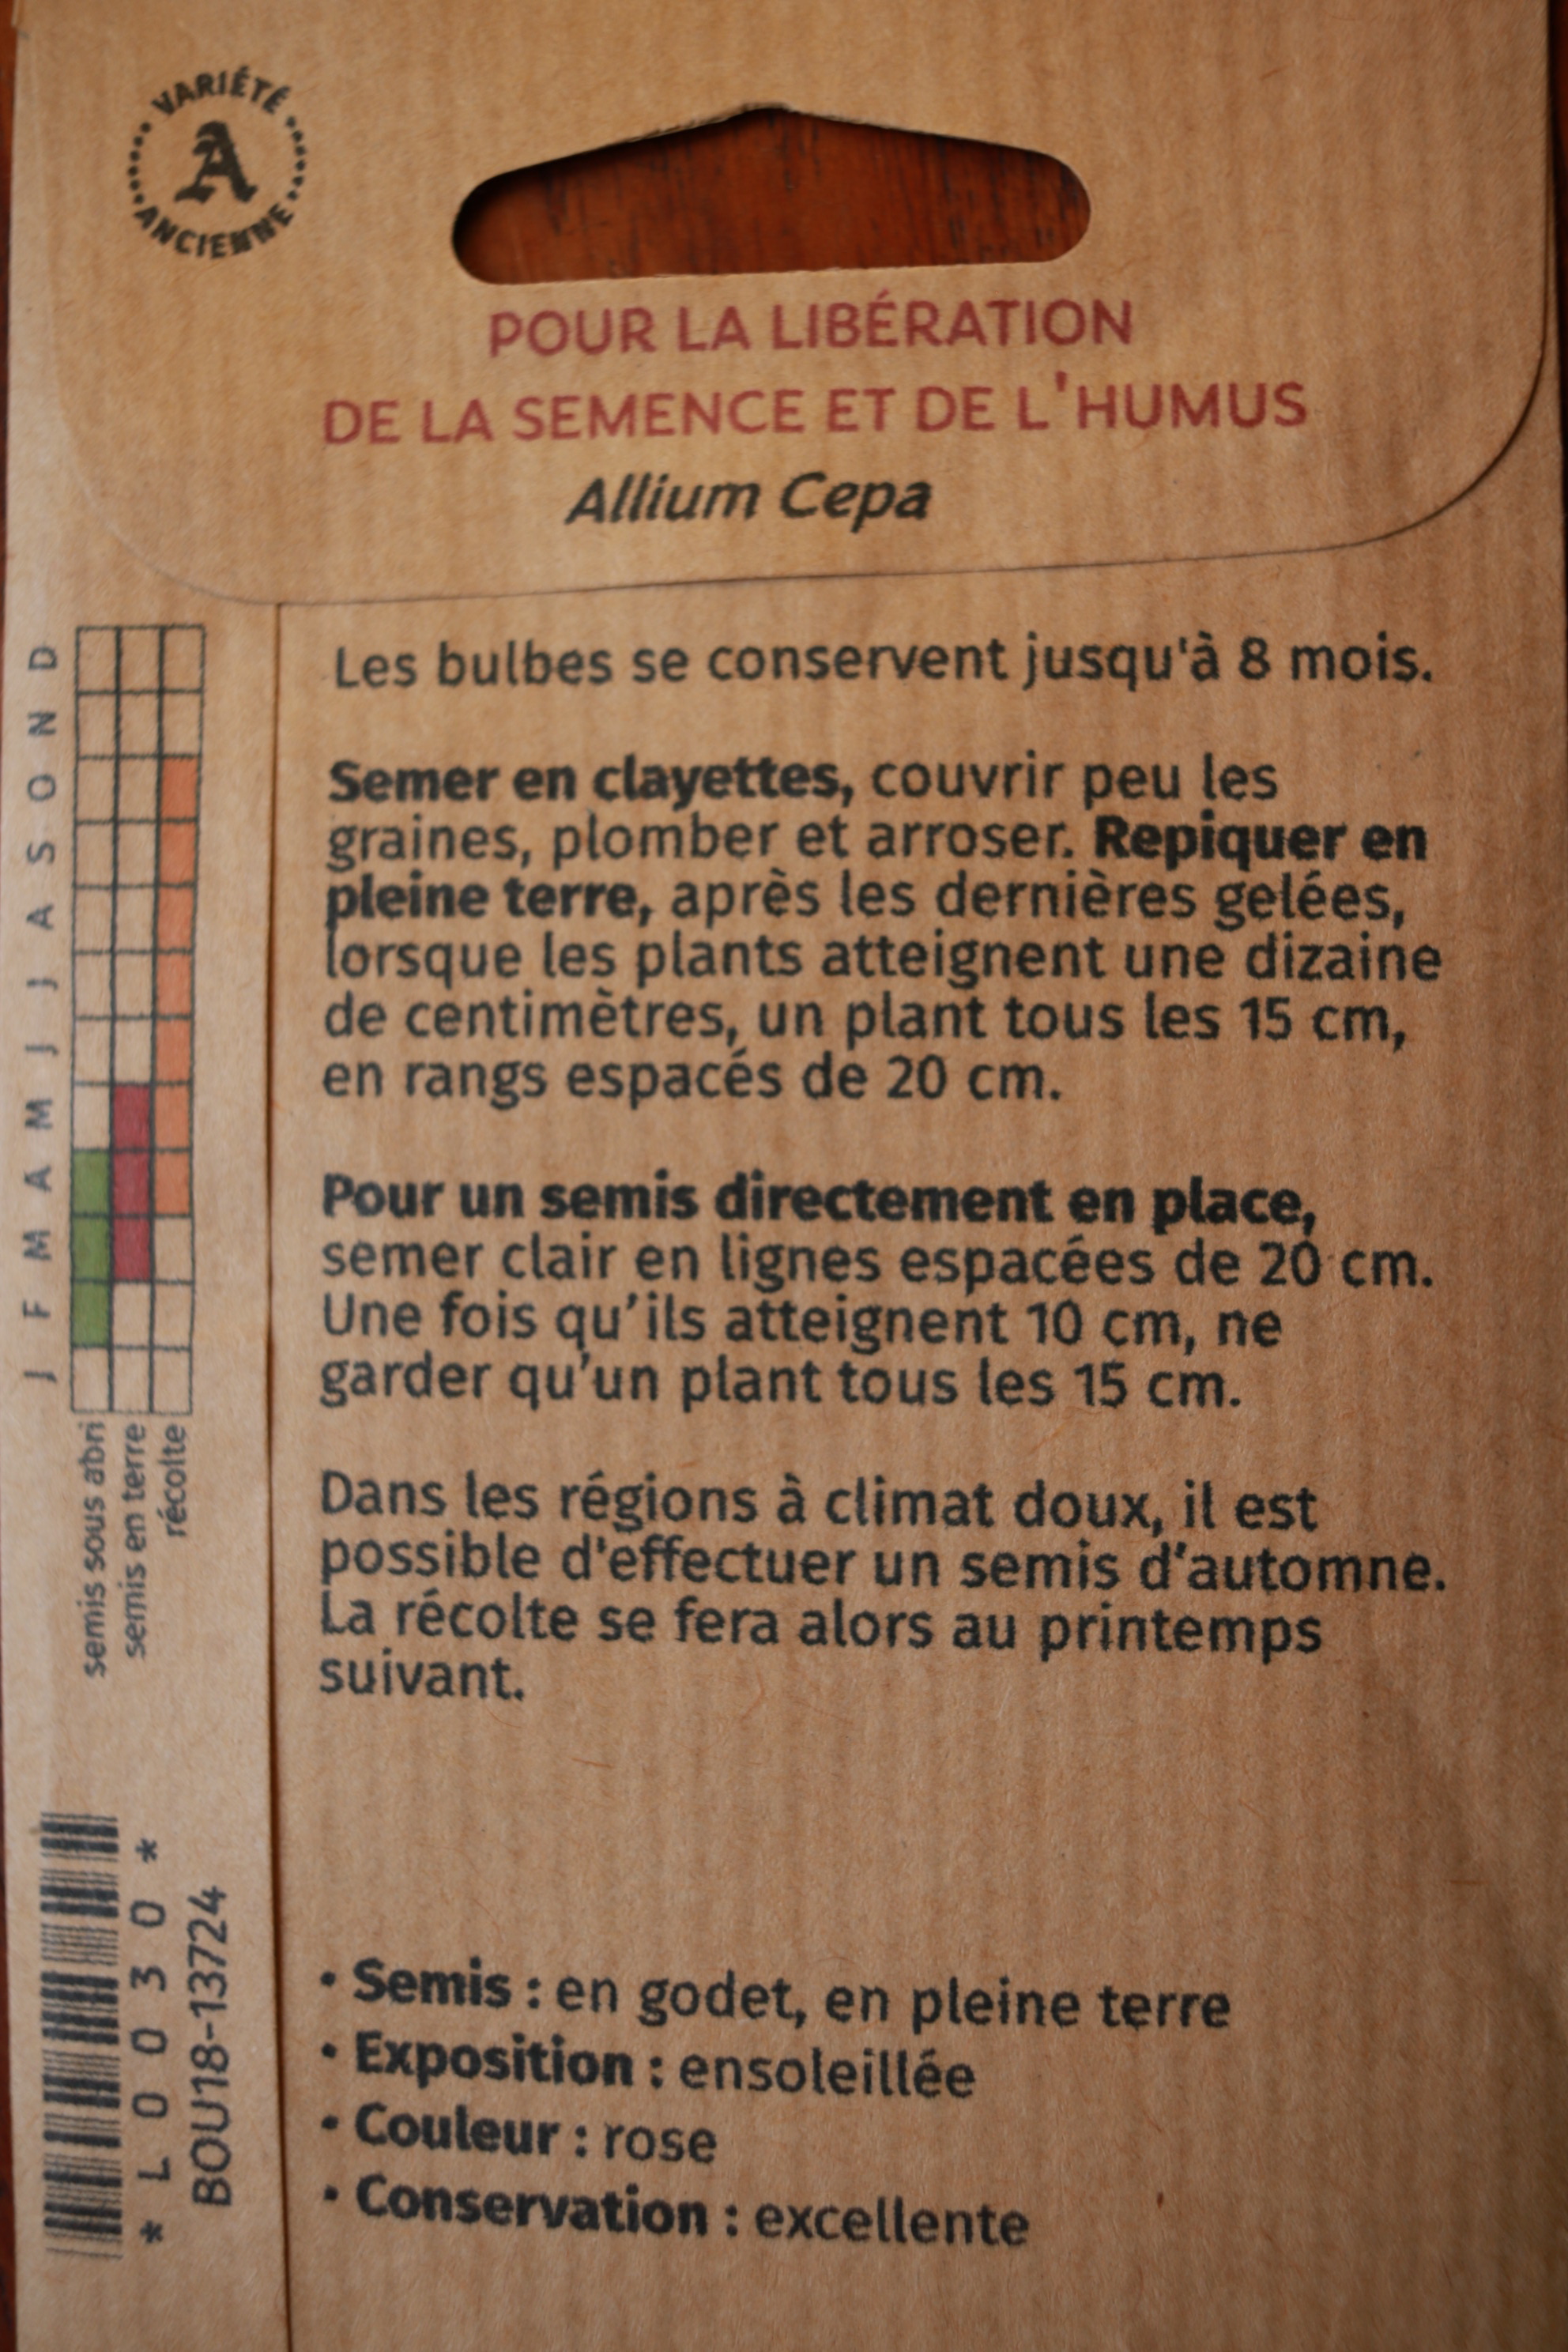 VARIÉTÉ
A
ANCIENNE
POUR LA LIBÉRATION
DE LA SEMENCE ET DE L'HUMUS
Allium Cepa
J F M A M J J A S O N D
semis sous abri
semis en terre
récolte
Les bulbes se conservent jusqu'à 8 mois.
Semer en clayettes, couvrir peu les
graines, plomber et arroser. Repiquer en
pleine terre, après les dernières gelées,
lorsque les plants atteignent une dizaine
de centimètres, un plant tous les 15 cm,
en rangs espacés de 20 cm.
Pour un semis directement en place,
semer clair en lignes espacées de 20 cm.
Une fois qu’ils atteignent 10 cm, ne
garder qu’un plant tous les 15 cm.
Dans les régions à climat doux, il est
possible d'effectuer un semis d’automne.
La récolte se fera alors au printemps
suivant.
* L 0 0 3 0 *
BOU18-13724
• Semis : en godet, en pleine terre
• Exposition : ensoleillée
• Couleur : rose
• Conservation : excellente